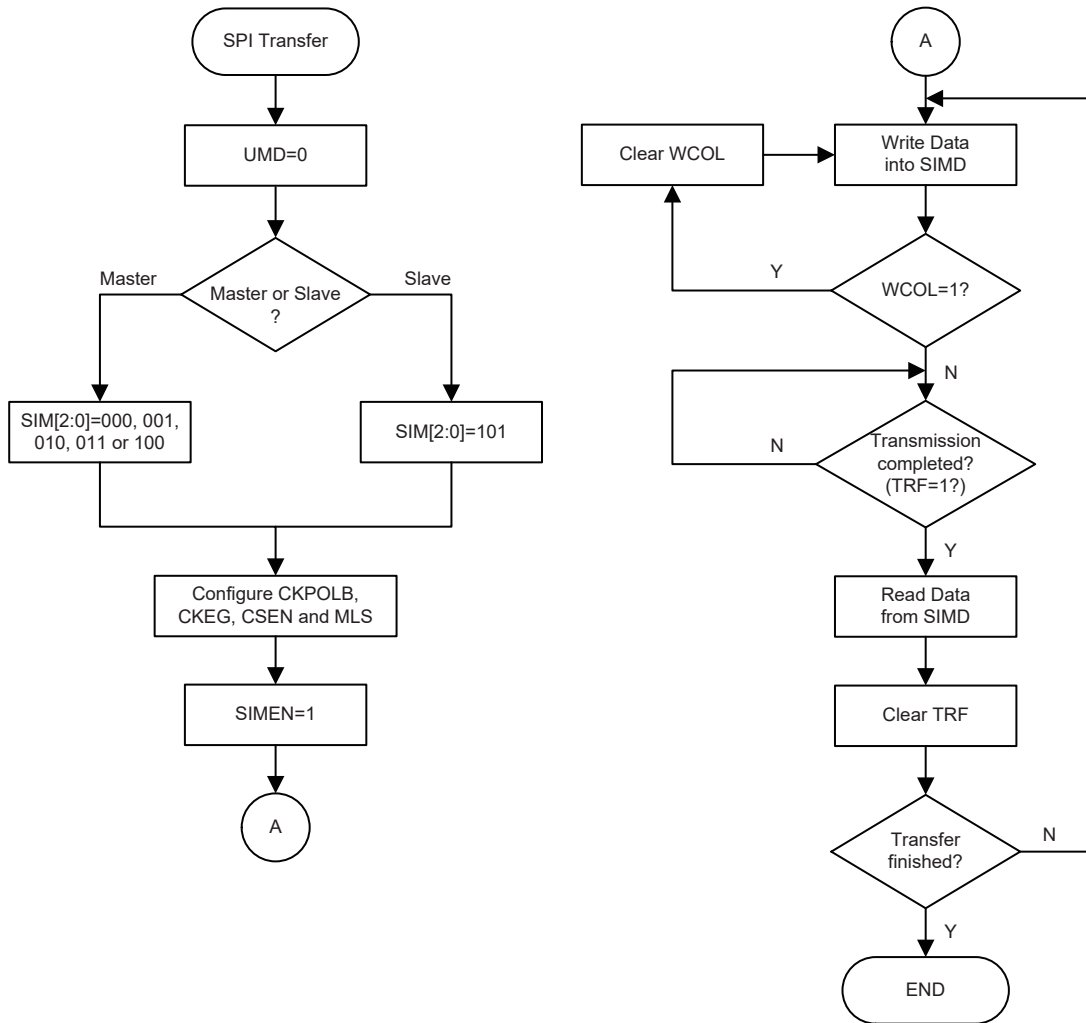 SPI Transfer
UMD=0
Master
Master or Slave
?
Slave
SIM[2:0]=000, 001,
010, 011 or 100
SIM[2:0]=101
Configure CKPOLB,
CKEG, CSEN and MLS
SIMEN=1
A
A
Clear WCOL
Write Data
into SIMD
Y
WCOL=1?
N
N
Transmission
completed?
(TRF=1?)
Y
Read Data
from SIMD
Clear TRF
Transfer
finished?
N
Y
END